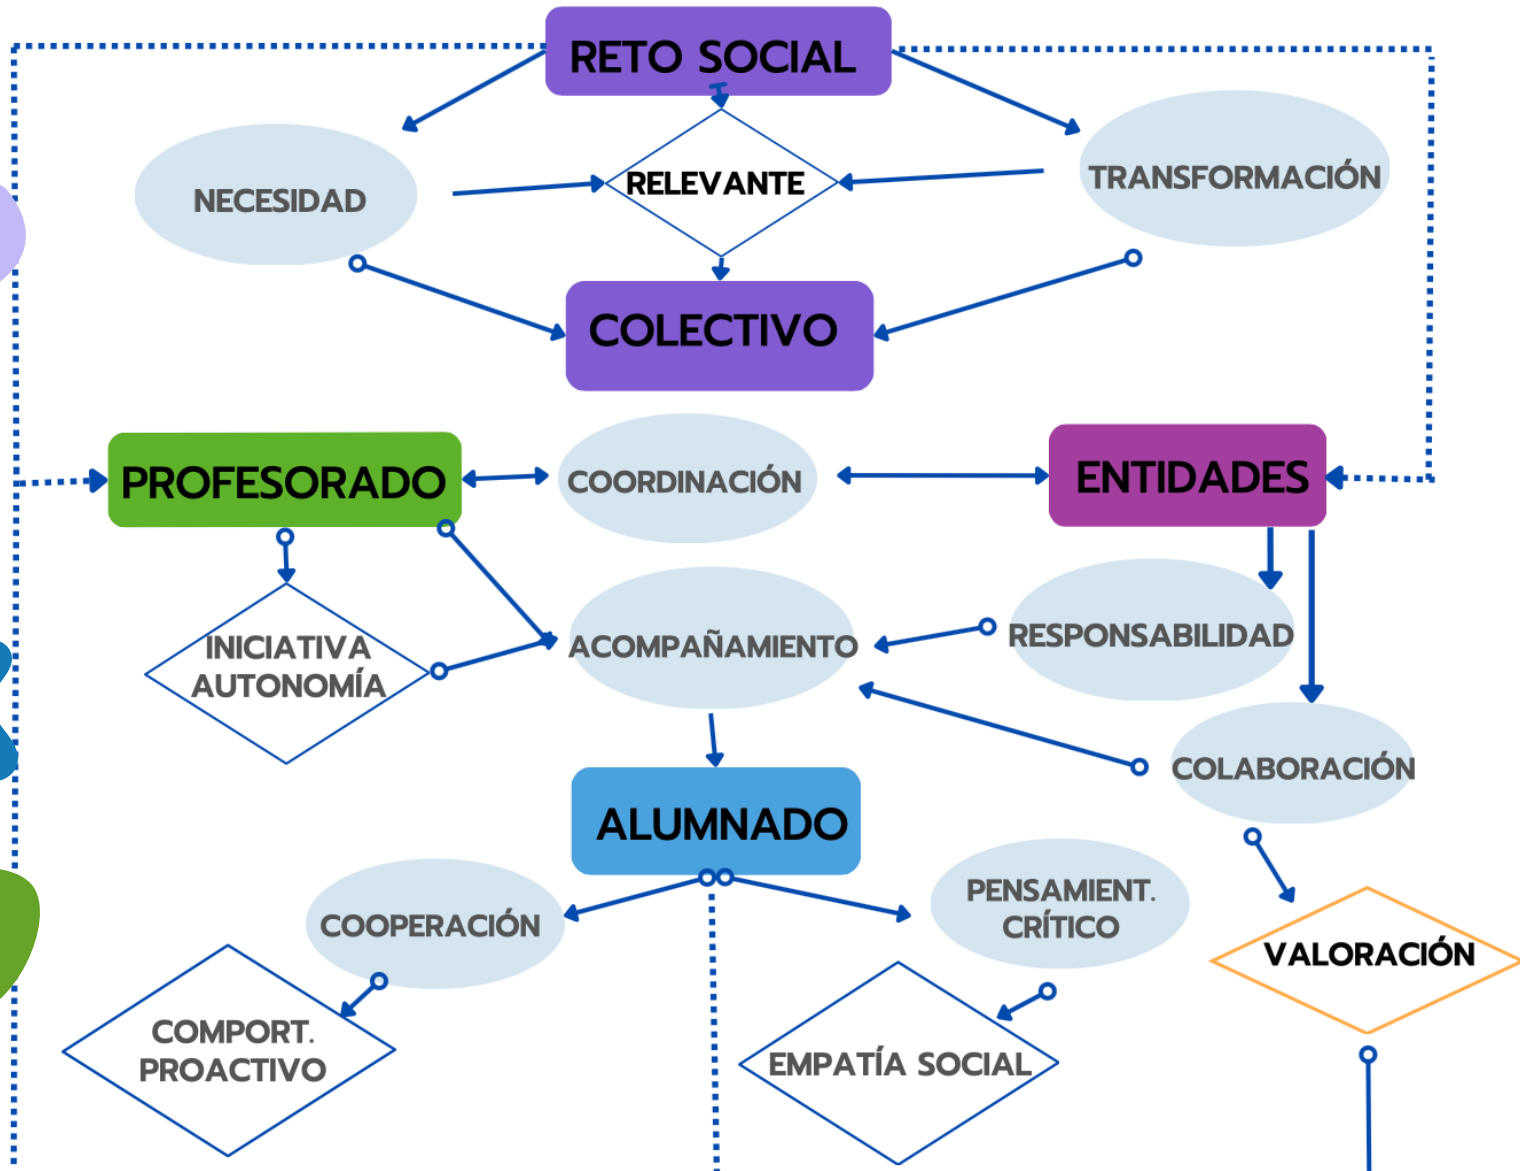 RETO SOCIAL
NECESIDAD
RELEVANTE
TRANSFORMACIÓN
COLECTIVO
PROFESORADO
COORDINACIÓN
ENTIDADES
INICIATIVA
AUTONOMÍA
ACOMPAÑAMIENTO
RESPONSABILIDAD
COLABORACIÓN
ALUMNADO
COOPERACIÓN
PENSAMIENT.
CRÍTICO
VALORACIÓN
COMPORT.
PROACTIVO
EMPATÍA SOCIAL